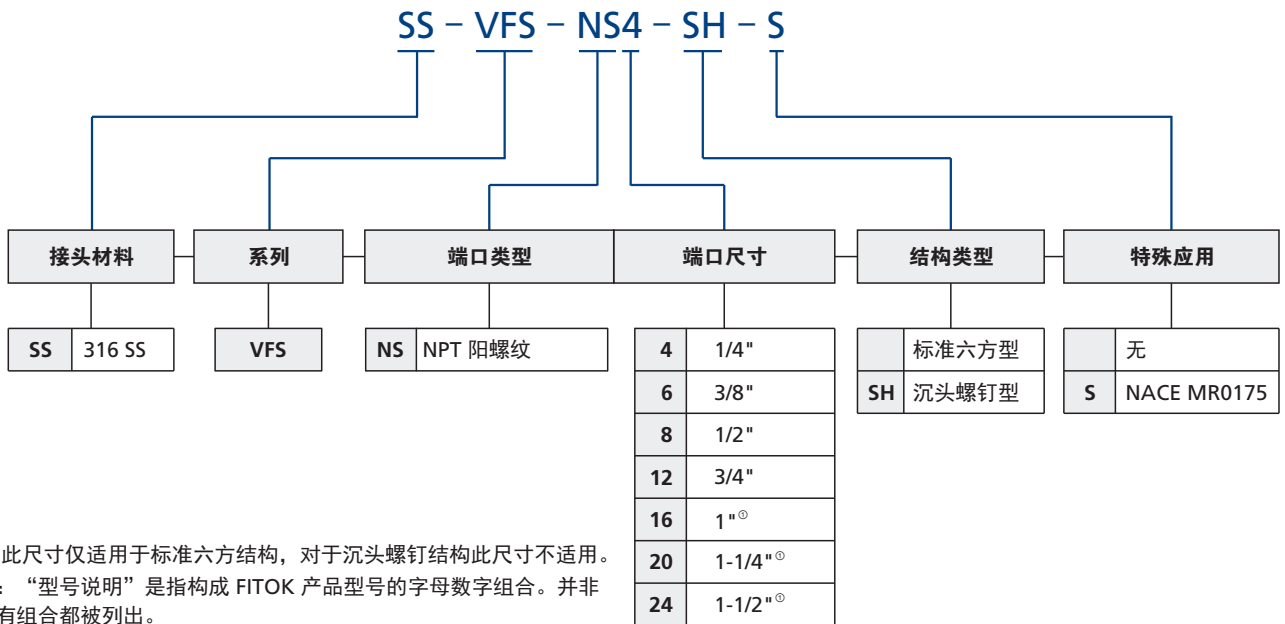 SS – VFS – NS4 – SH – S
接头材料
系列
端口类型
端口尺寸
结构类型
特殊应用
SS 316 SS
VFS
NS NPT 阳螺纹
4 1/4"
6 3/8"
8 1/2"
12 3/4"
16 1"①
20 1-1/4"①
24 1-1/2"①
标准六方型
SH 沉头螺钉型
无
S NACE MR0175
此尺寸仅适用于标准六方结构，对于沉头螺钉结构此尺寸不适用。
：“型号说明”是指构成 FITOK 产品型号的字母数字组合。并非
有组合都被列出。